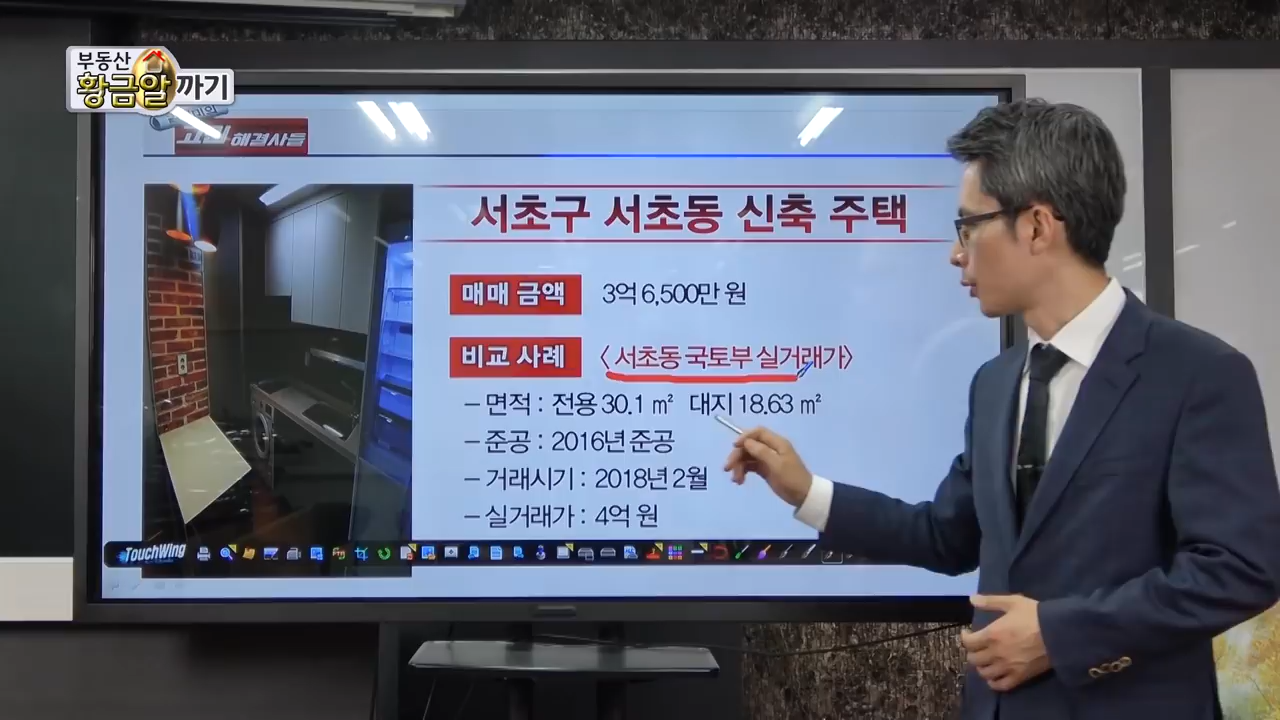 부동산
황금알까기
해결사들
서초구 서초동 신축 주택
매매 금액 3억 6,500만 원
비교 사례 〈서초동 국토부 실거래가〉
– 면적 : 전용 30.1 ㎡ 대지 18.63 ㎡
– 준공 : 2016년 준공
– 거래시기 : 2018년 2월
– 실거래가 : 4억 원
TouchWing